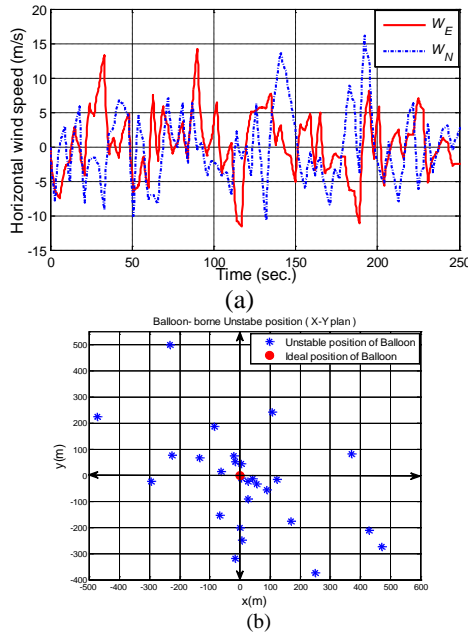 20
15
10
5
0
-5
-10
-15
0 50 100 150 200 250
Horizontal wind speed (m/s)
W_E
W_N
Time (sec.)
(a)
Balloon- borne Unstabe position ( X-Y plan )
Unstable position of Balloon
Ideal position of Balloon
500
400
300
200
100
0
-100
-200
-300
-400
-500 -400 -300 -200 -100 0 100 200 300 400 500 600
y(m)
x(m)
(b)